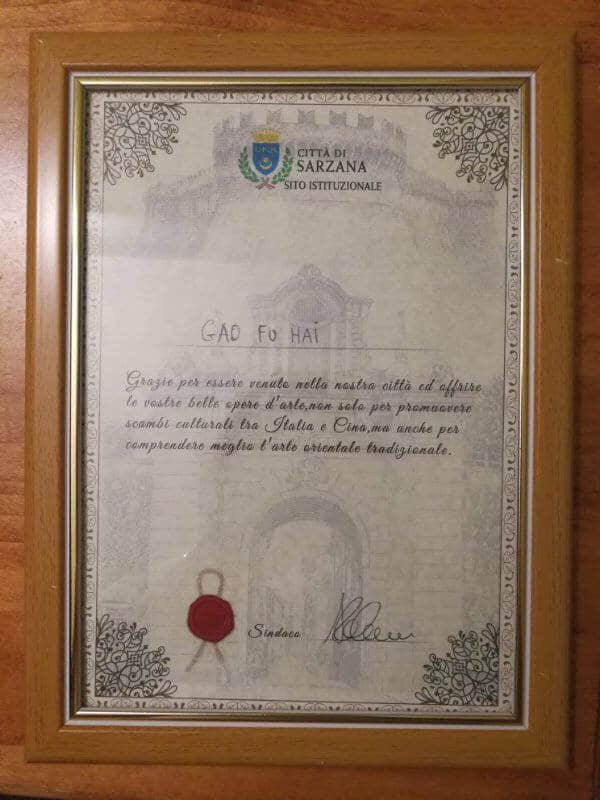 CITTÀ DI
SARZANA
SITO ISTITUZIONALE
GAO FU HAI
Grazie per essere venuto nella nostra città ed offrire
le vostre belle opere d'arte,non solo per promuovere
scambi culturali tra Italia e Cina,ma anche per
comprendere meglio l'arte orientale tradizionale.
Sindaco